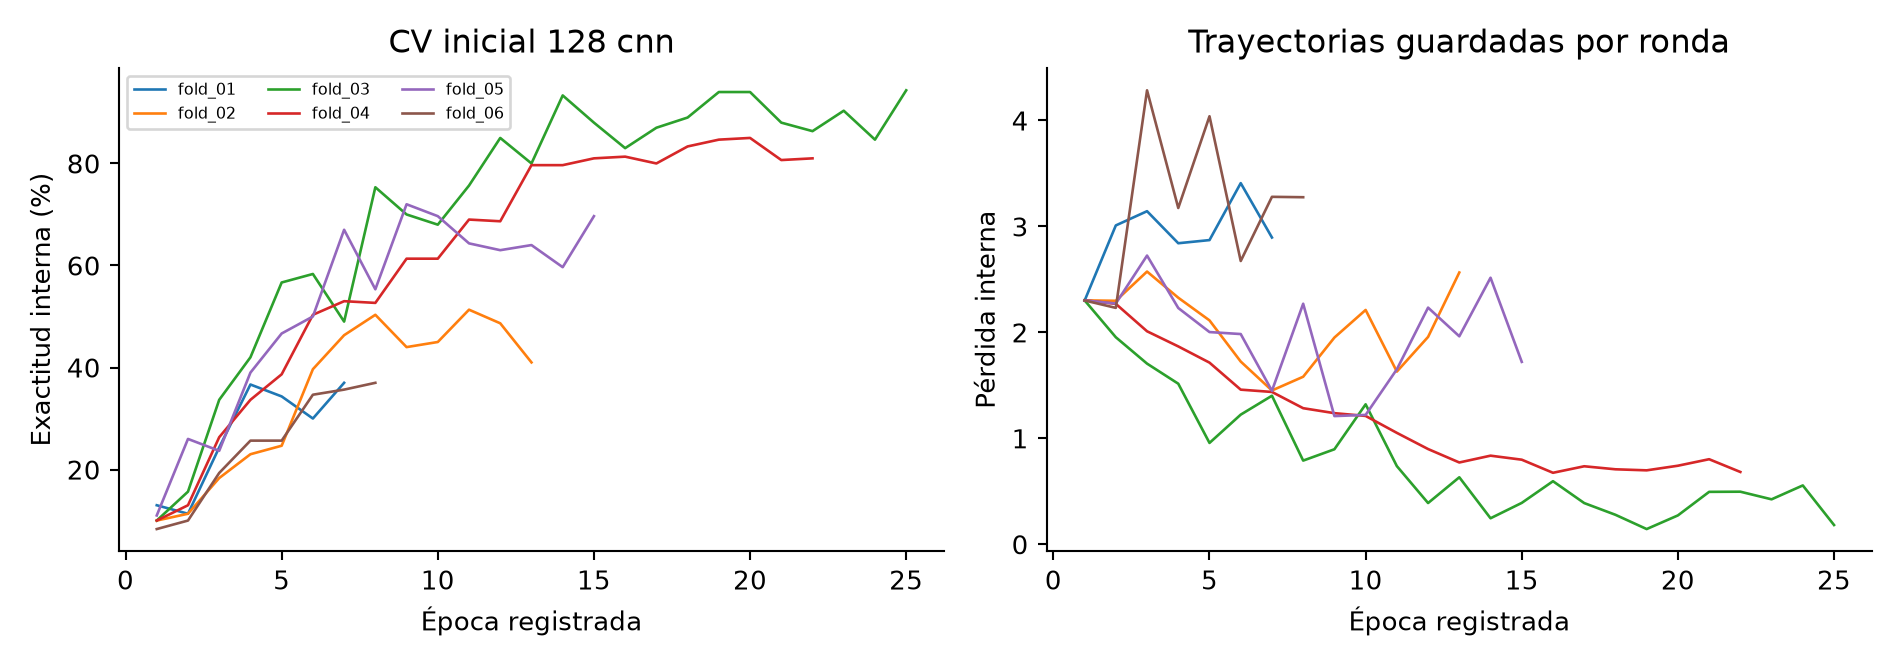 CV inicial 128 cnn
fold_01 fold_03 fold_05
fold_02 fold_04 fold_06
Exactitud interna (%)
80
60
40
20
0 5 10 15 20 25
Época registrada
Trayectorias guardadas por ronda
Pérdida interna
4
3
2
1
0
0 5 10 15 20 25
Época registrada